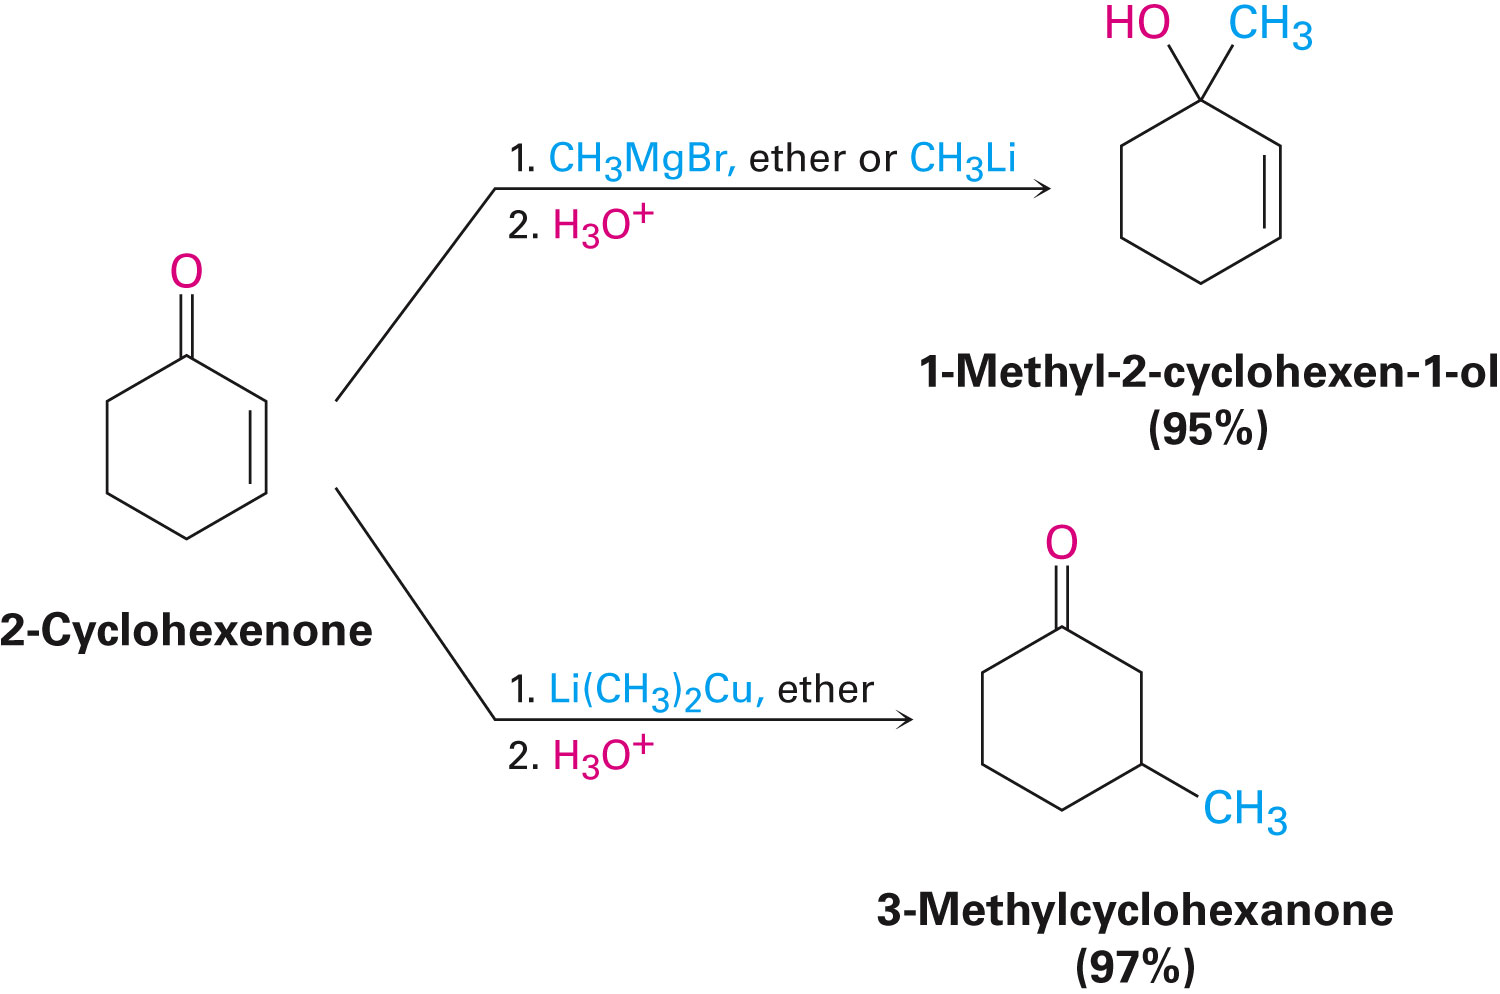 HO CH3
1. CH3MgBr, ether or CH3Li
2. H3O+
O
1-Methyl-2-cyclohexen-1-ol
(95%)
O
2-Cyclohexenone
1. Li(CH3)2Cu, ether
2. H3O+
CH3
3-Methylcyclohexanone
(97%)